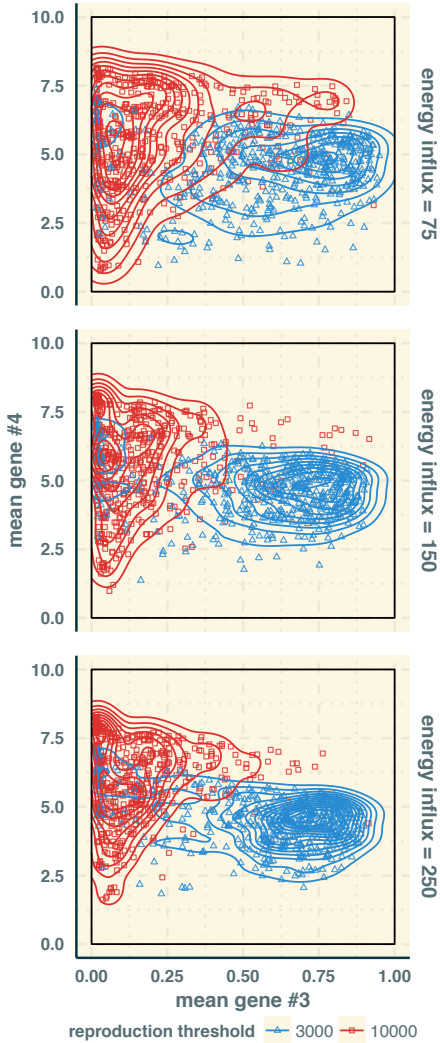 10.0
7.5
5.0
2.5
0.0
energy influx = 75
10.0
7.5
5.0
2.5
0.0
energy influx = 150
mean gene #4
10.0
7.5
5.0
2.5
0.0
energy influx = 250
0.00 0.25 0.50 0.75 1.00
mean gene #3
reproduction threshold 3000 10000